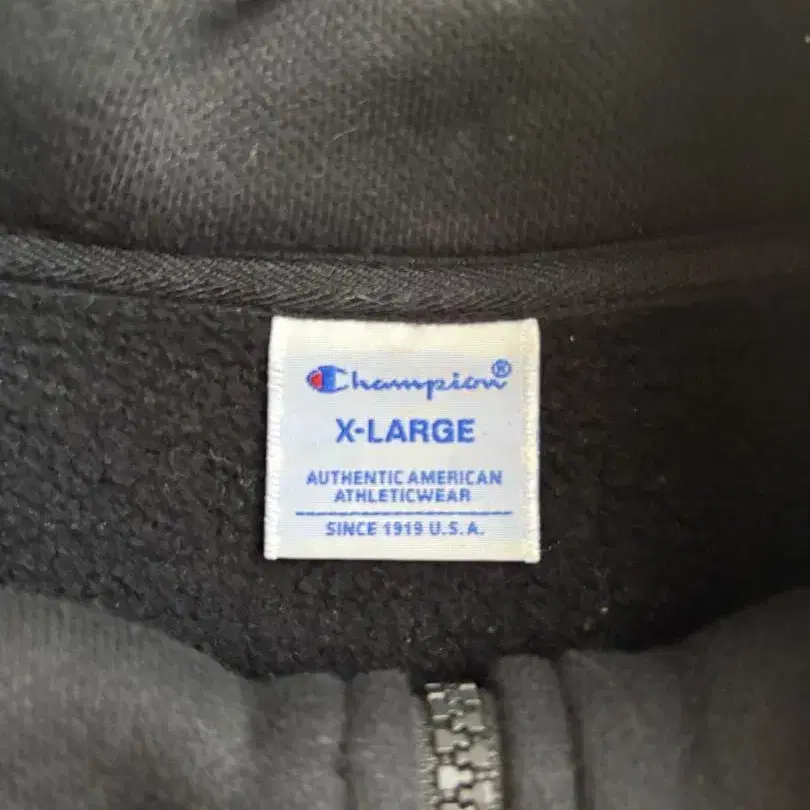 Champion®
X-LARGE
AUTHENTIC AMERICAN
ATHLETICWEAR
SINCE 1919 U.S.A.